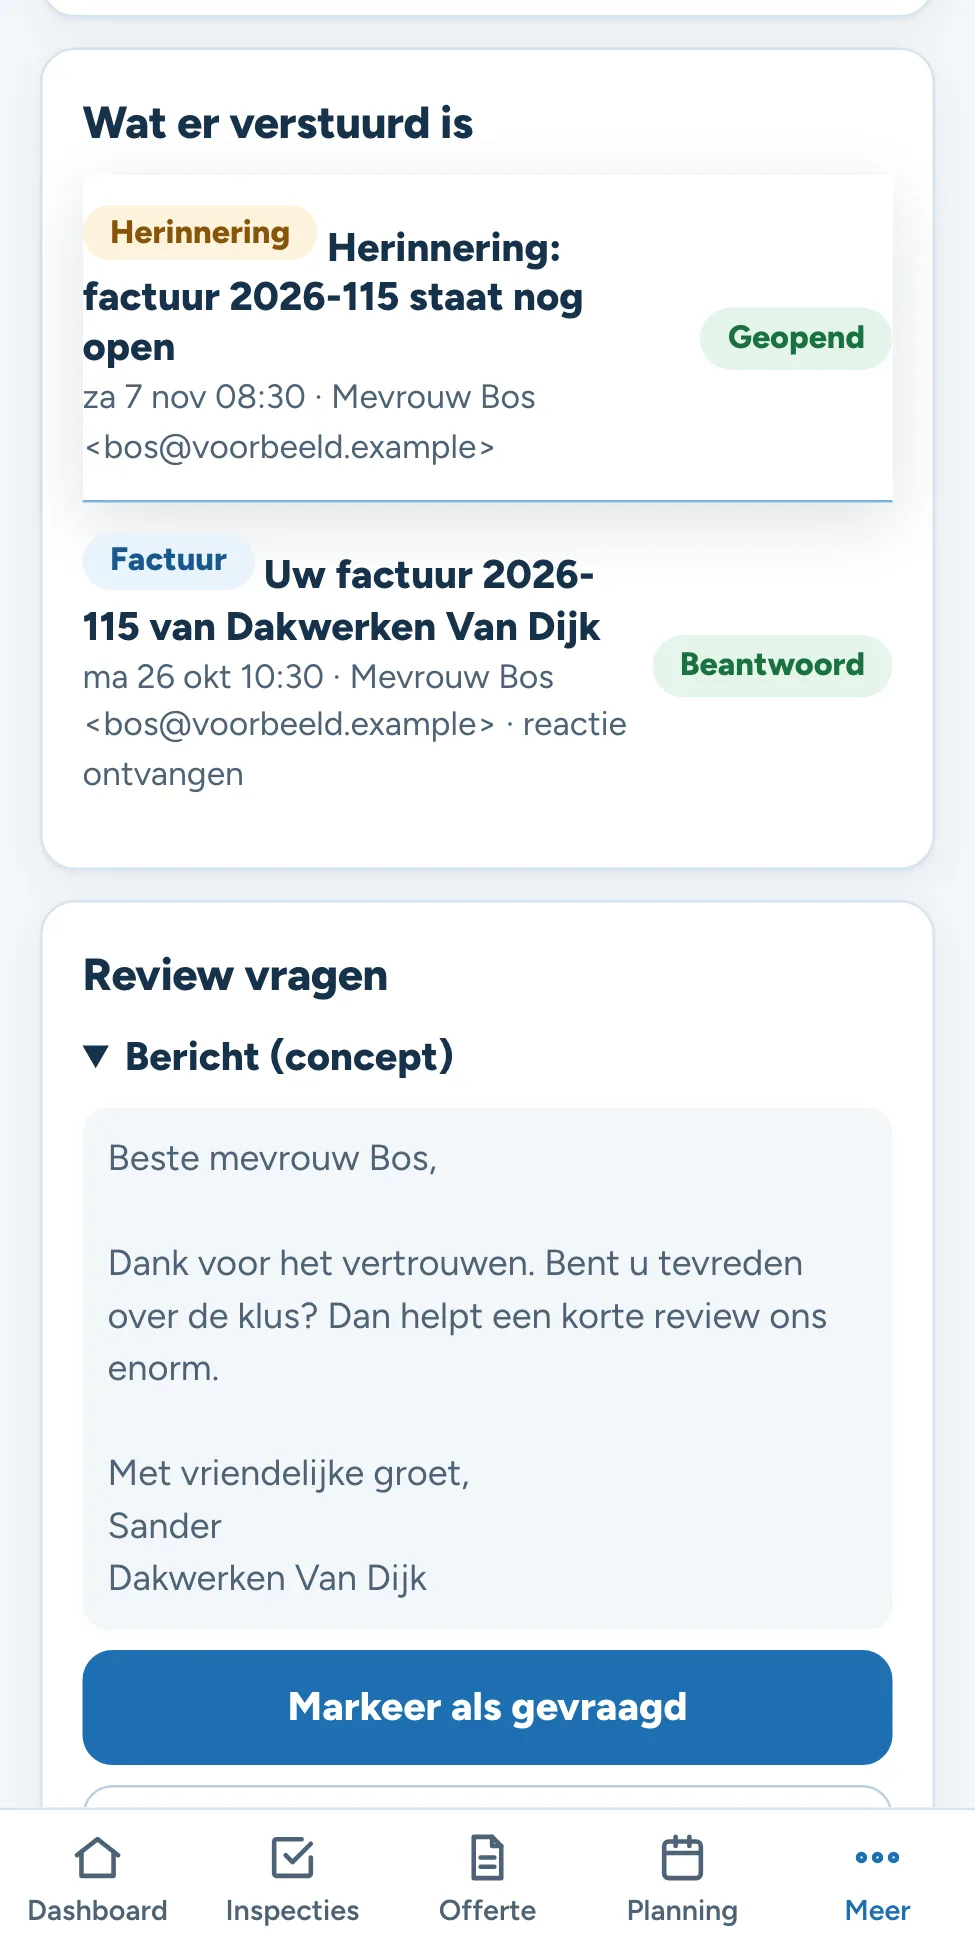 Wat er verstuurd is
Herinnering Herinnering:
factuur 2026-115 staat nog
open
Geopend
za 7 nov 08:30 · Mevrouw Bos
<bos@voorbeeld.example>
Factuur Uw factuur 2026-
115 van Dakwerken Van Dijk
Beantwoord
ma 26 okt 10:30 · Mevrouw Bos
<bos@voorbeeld.example> · reactie
ontvangen
Review vragen
▼ Bericht (concept)
Beste mevrouw Bos,
Dank voor het vertrouwen. Bent u tevreden
over de klus? Dan helpt een korte review ons
enorm.
Met vriendelijke groet,
Sander
Dakwerken Van Dijk
Markeer als gevraagd
Dashboard
Inspecties
Offerte
Planning
Meer